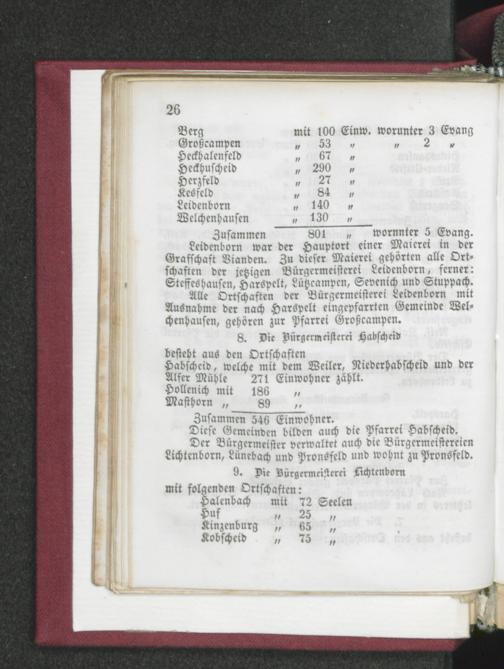 26
Berg mit 100 Einw. worunter 3 Evang
Großcampen „ 53 „ „ 2 „
Heckhalenfeld „ 67 „
Heckhuscheid „ 290 „
Herzfeld „ 27 „
Kesfeld „ 84 „
Leidenborn „ 140 „
Welchenhausen „ 130 „
Zusammen 801 „ worunter 5 Evang.
Leidenborn war der Hauptort einer Maierei in der
Grafschaft Vianden. Zu dieser Maierei gehörten alle Ort-
schaften der jetzigen Bürgermeisterei Leidenborn, ferner:
Steffeshausen, Harspelt, Lützcampen, Sevenich und Stuppach.
Alle Ortschaften der Bürgermeisterei Leidenborn mit
Ausnahme der nach Harspelt eingepfarrten Gemeinde Wel-
chenhausen, gehören zur Pfarrei Großcampen.
8. Die Bürgermeisterei Habscheid
besteht aus den Ortschaften
Habscheid, welche mit dem Weiler, Niederhabscheid und der
Alfer Mühle 271 Einwohner zählt.
Hollenich mit 186 „
Masthorn „ 89 „
Zusammen 546 Einwohner.
Diese Gemeinden bilden auch die Pfarrei Habscheid.
Der Bürgermeister verwaltet auch die Bürgermeistereien
Lichtenborn, Lünebach und Pronsfeld und wohnt zu Pronsfeld.
9. Die Bürgermeisterei Lichtenborn
mit folgenden Ortschaften:
Halenbach mit 72 Seelen
Huf „ 25 „
Kinzenburg „ 65 „
Kobscheid „ 75 „